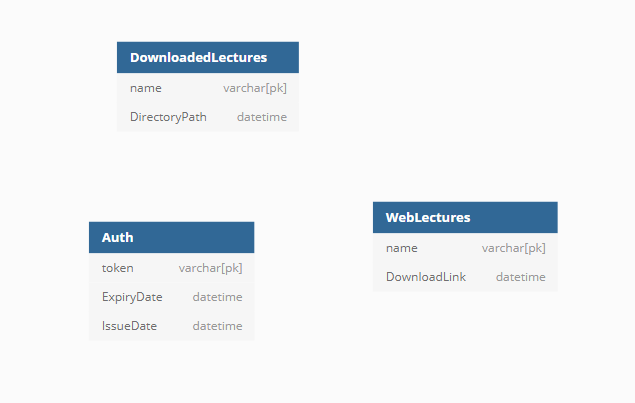 DownloadedLectures
name varchar[pk]
DirectoryPath datetime
Auth
token varchar[pk]
ExpiryDate datetime
IssueDate datetime
WebLectures
name varchar[pk]
DownloadLink datetime